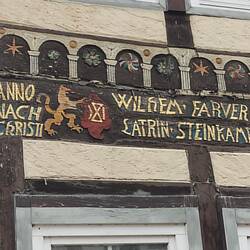 ANNO
NACH
CHRISTI
WILHELM FARVER
CATRIN STEINKAMP